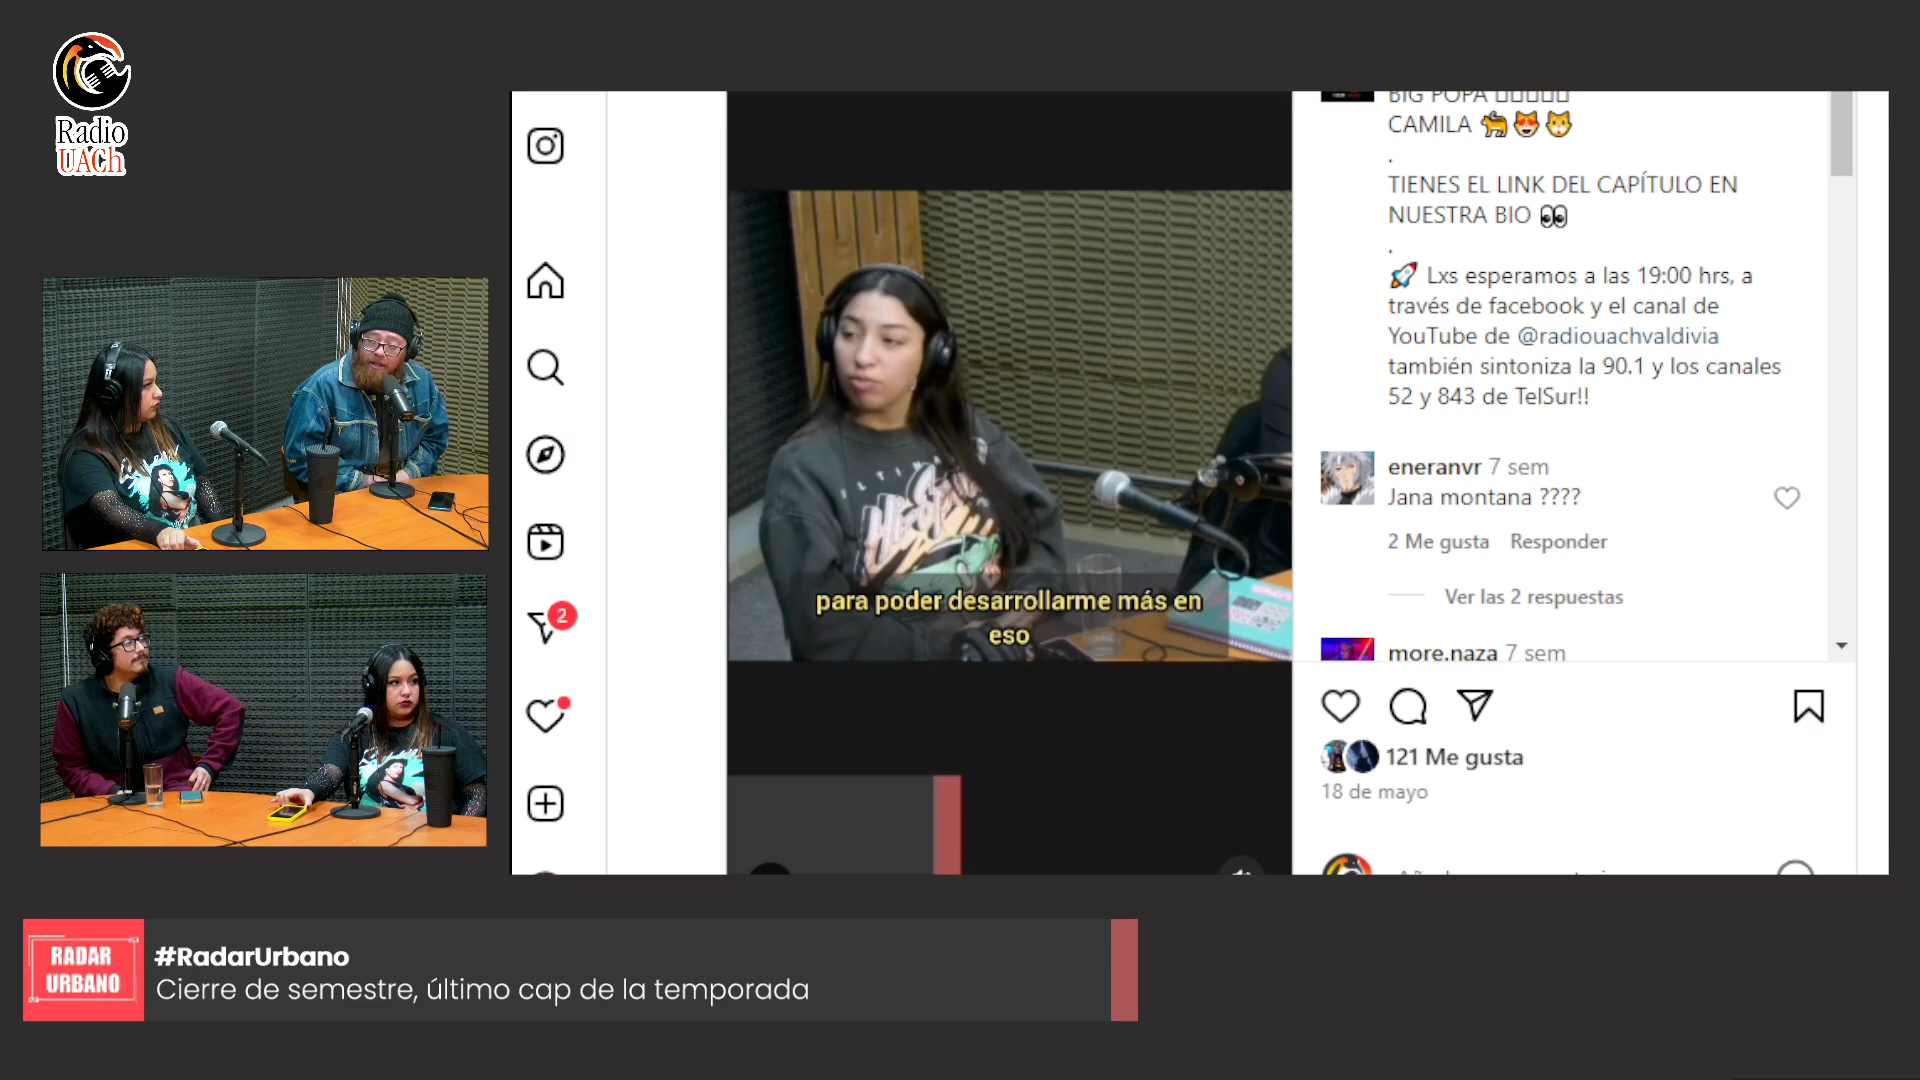 Radio
UACh
BIG POPA
CAMILA 🐆😻😼
.
TIENES EL LINK DEL CAPÍTULO EN
NUESTRA BIO 👀
.
🚀 Lxs esperamos a las 19:00 hrs, a
través de facebook y el canal de
YouTube de @radiouachvaldivia
también sintoniza la 90.1 y los canales
52 y 843 de TelSur!!
eneranvr 7 sem
Jana montana ????
2 Me gusta Responder
Ver las 2 respuestas
more.naza 7 sem
121 Me gusta
18 de mayo
2
para poder desarrollarme más en
eso
RADAR
URBANO
#RadarUrbano
Cierre de semestre, último cap de la temporada